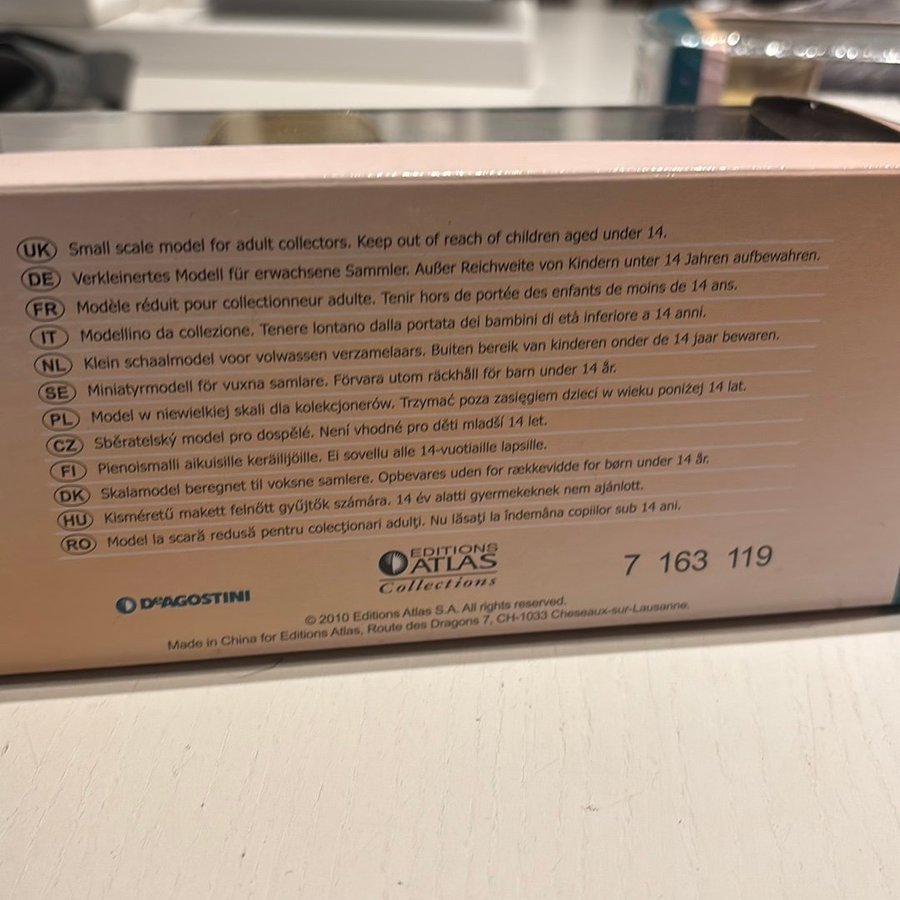 UK Small scale model for adult collectors. Keep out of reach of children aged under 14.
DE Verkleinertes Modell für erwachsene Sammler. Außer Reichweite von Kindern unter 14 Jahren aufbewahren.
FR Modèle réduit pour collectionneur adulte. Tenir hors de portée des enfants de moins de 14 ans.
IT Modellino da collezione. Tenere lontano dalla portata dei bambini di età inferiore a 14 anni.
NL Klein schaalmodel voor volwassen verzamelaars. Buiten bereik van kinderen onder de 14 jaar bewaren.
SE Miniatyrmodell för vuxna samlare. Förvara utom räckhåll för barn under 14 år.
PL Model w niewielkiej skali dla kolekcjonerów. Trzymać poza zasięgiem dzieci w wieku poniżej 14 lat.
CZ Sběratelský model pro dospělé. Není vhodné pro děti mladší 14 let.
FI Pienoismalli aikuisille keräilijöille. Ei sovellu alle 14-vuotiaille lapsille.
DK Skalamodel beregnet til voksne samlere. Opbevares uden for rækkevidde for børn under 14 år.
HU Kisméretű makett felnőtt gyűjtők számára. 14 év alatti gyermekeknek nem ajánlott.
RO Model la scară redusă pentru colecţionari adulţi. Nu lăsaţi la îndemâna copiilor sub 14 ani.
EDITIONS
ATLAS
Collections
7 163 119
DeAGOSTINI
© 2010 Editions Atlas S.A. All rights reserved.
Made in China for Editions Atlas, Route des Dragons 7, CH-1033 Cheseaux-sur-Lausanne.